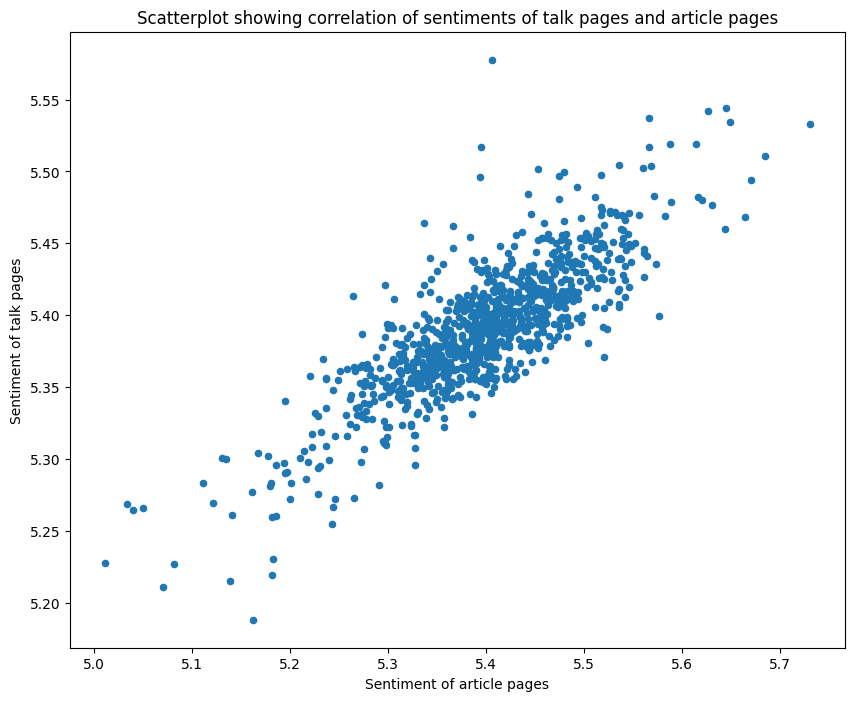 Scatterplot showing correlation of sentiments of talk pages and article pages
Sentiment of talk pages
5.55
5.50
5.45
5.40
5.35
5.30
5.25
5.20
5.0 5.1 5.2 5.3 5.4 5.5 5.6 5.7
Sentiment of article pages